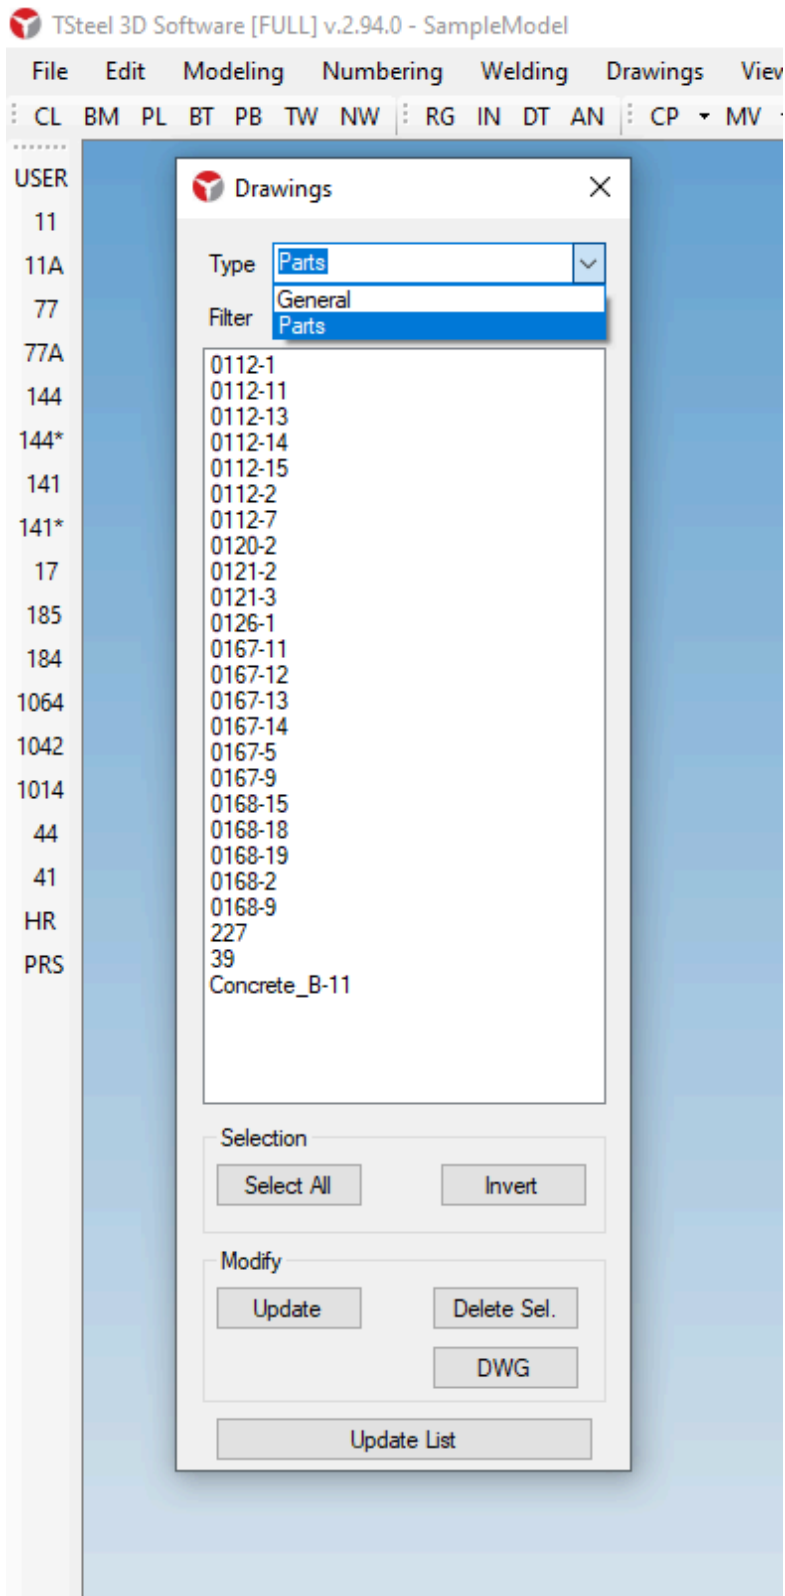 TSteel 3D Software [FULL] v.2.94.0 - SampleModel
File Edit Modeling Numbering Welding Drawings View
CL BM PL BT PB TW NW RG IN DT AN CP MV
USER
11
11A
77
77A
144
144*
141
141*
17
185
184
1064
1042
1014
44
41
HR
PRS
Drawings
Type Parts
General
Filter
Parts
0112-1
0112-11
0112-13
0112-14
0112-15
0112-2
0112-7
0120-2
0121-2
0121-3
0126-1
0167-11
0167-12
0167-13
0167-14
0167-5
0167-9
0168-15
0168-18
0168-19
0168-2
0168-9
227
39
Concrete_B-11
Selection
Select All Invert
Modify
Update Delete Sel.
DWG
Update List